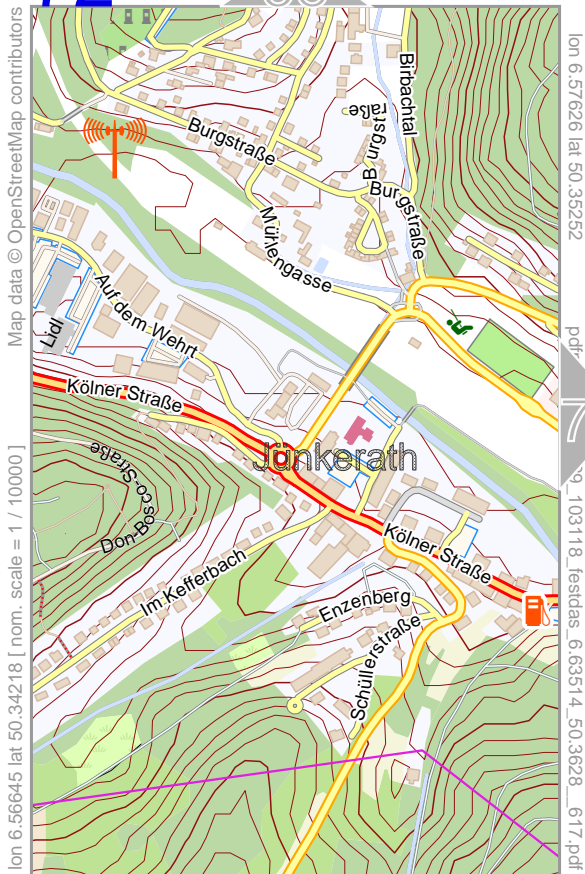 Map data © OpenStreetMap contributors
lon 6.56645 lat 50.34218 [ nom. scale = 1 / 10000 ]
lon 6.57626 lat 50.35252
Birbachtal
Burgstraße
Burgstraße
Burgstraße
Mühlengasse
Auf dem Wehrt
Lidl
Kölner Straße
Jünkerath
Don-Bosco-Straße
Kölner Straße
Im Kefferbach
Enzenberg
Schüllerstraße
9_103118_festdas_6.63514_50.3628__617.pdf